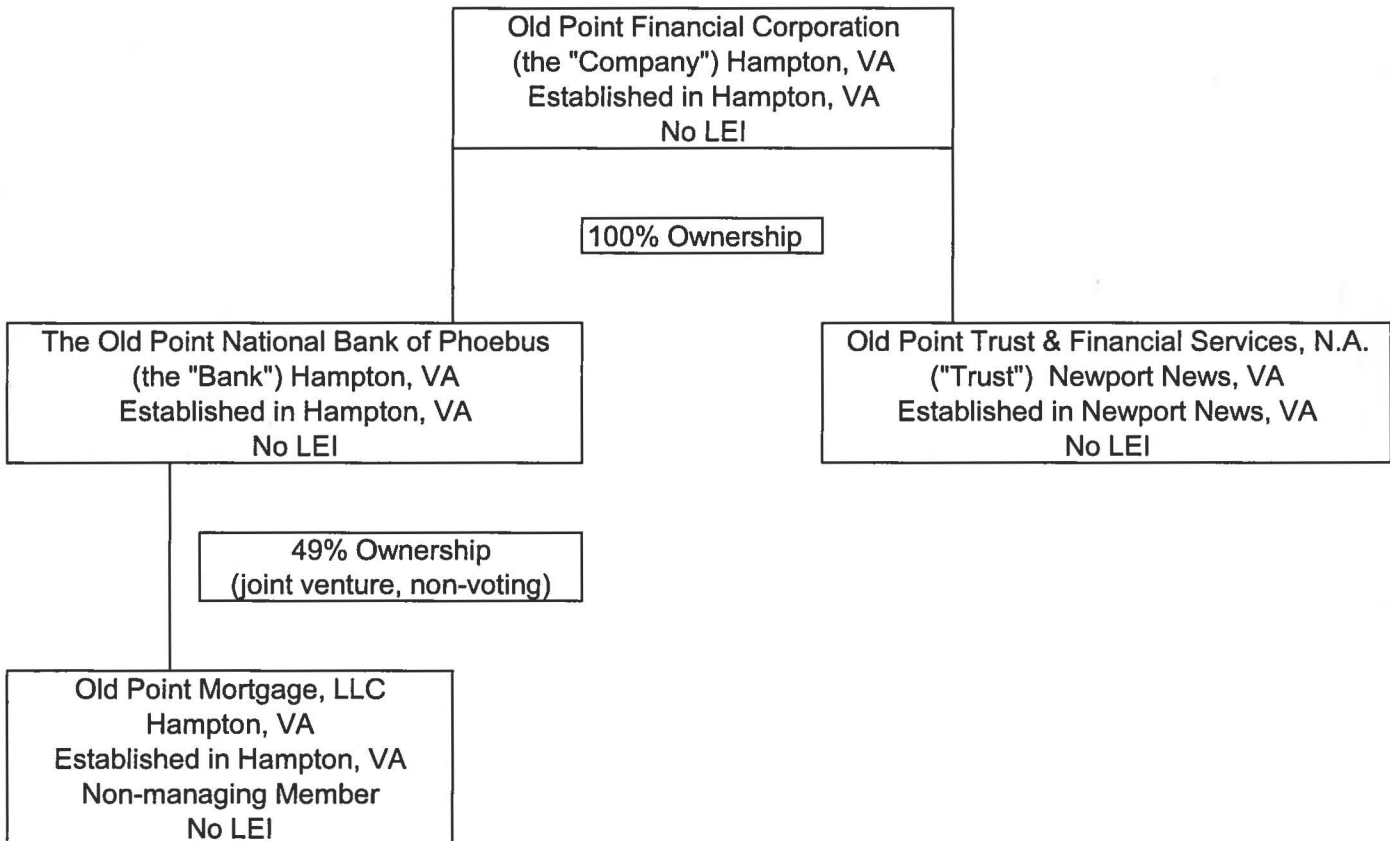 Old Point Financial Corporation
(the "Company") Hampton, VA
Established in Hampton, VA
No LEI
100% Ownership
The Old Point National Bank of Phoebus
(the "Bank") Hampton, VA
Established in Hampton, VA
No LEI
Old Point Trust & Financial Services, N.A.
("Trust") Newport News, VA
Established in Newport News, VA
No LEI
49% Ownership
(joint venture, non-voting)
Old Point Mortgage, LLC
Hampton, VA
Established in Hampton, VA
Non-managing Member
No LEI